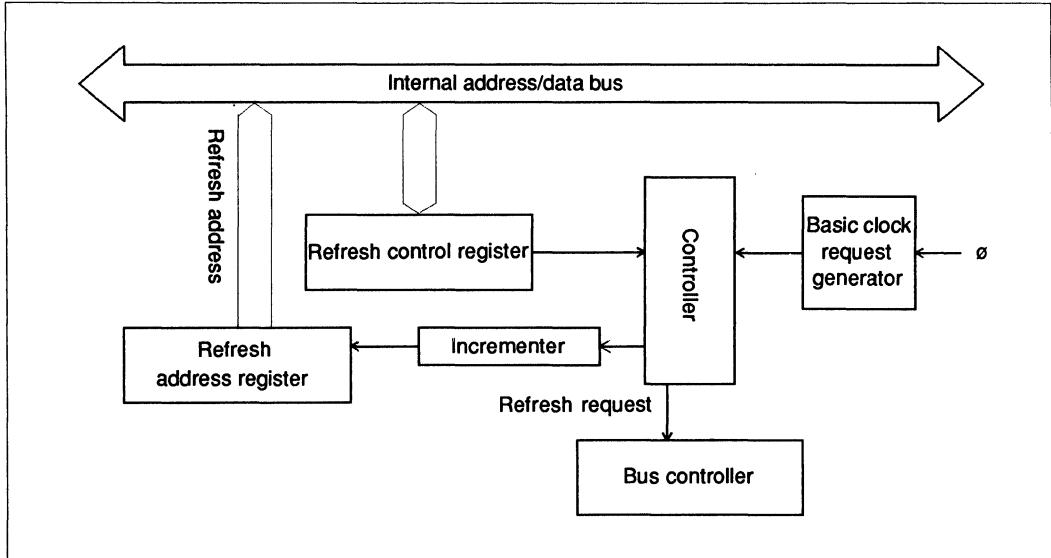 Internal address/data bus
Refresh address
Refresh control register
Controller
Basic clock
request
generator
ø
Refresh
address register
Incrementer
Refresh request
Bus controller